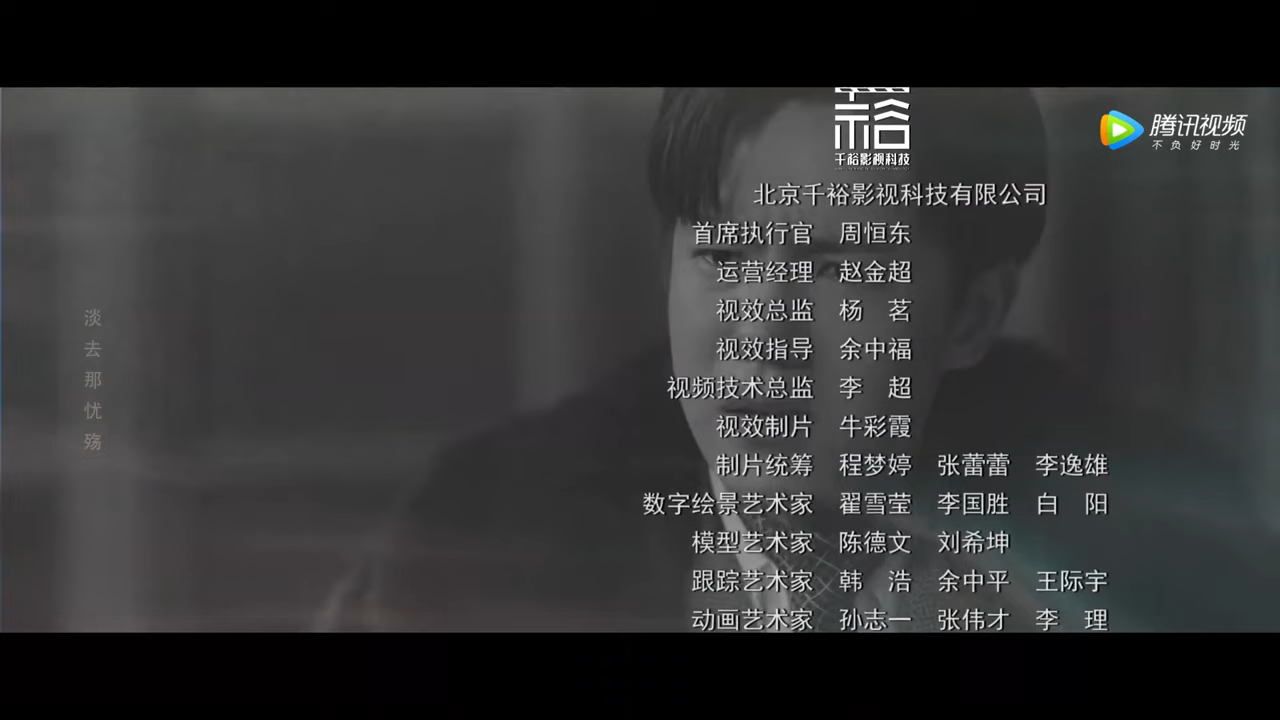 千裕影视科技
腾讯视频
不负好时光
北京千裕影视科技有限公司
首席执行官 周恒东
运营经理 赵金超
视效总监 杨 茗
视效指导 余中福
视频技术总监 李 超
视效制片 牛彩霞
制片统筹 程梦婷 张蕾蕾 李逸雄
数字绘景艺术家 翟雪莹 李国胜 白 阳
模型艺术家 陈德文 刘希坤
跟踪艺术家 韩 浩 余中平 王际宇
动画艺术家 孙志一 张伟才 李 理
淡去那忧殇